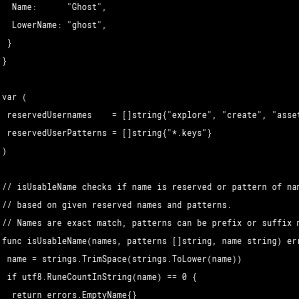 Name:      "Ghost",
LowerName: "ghost",
}
}
var (
reservedUsernames    = []string{"explore", "create",
reservedUserPatterns = []string{"*.keys"}
)
// isUsableName checks if name is reserved or pattern of
// based on given reserved names and patterns.
// Names are exact match, patterns can be prefix or suffix
func isUsableName(names, patterns []string, name string)
name = strings.TrimSpace(strings.ToLower(name))
if utf8.RuneCountInString(name) == 0 {
return errors.EmptyName{}